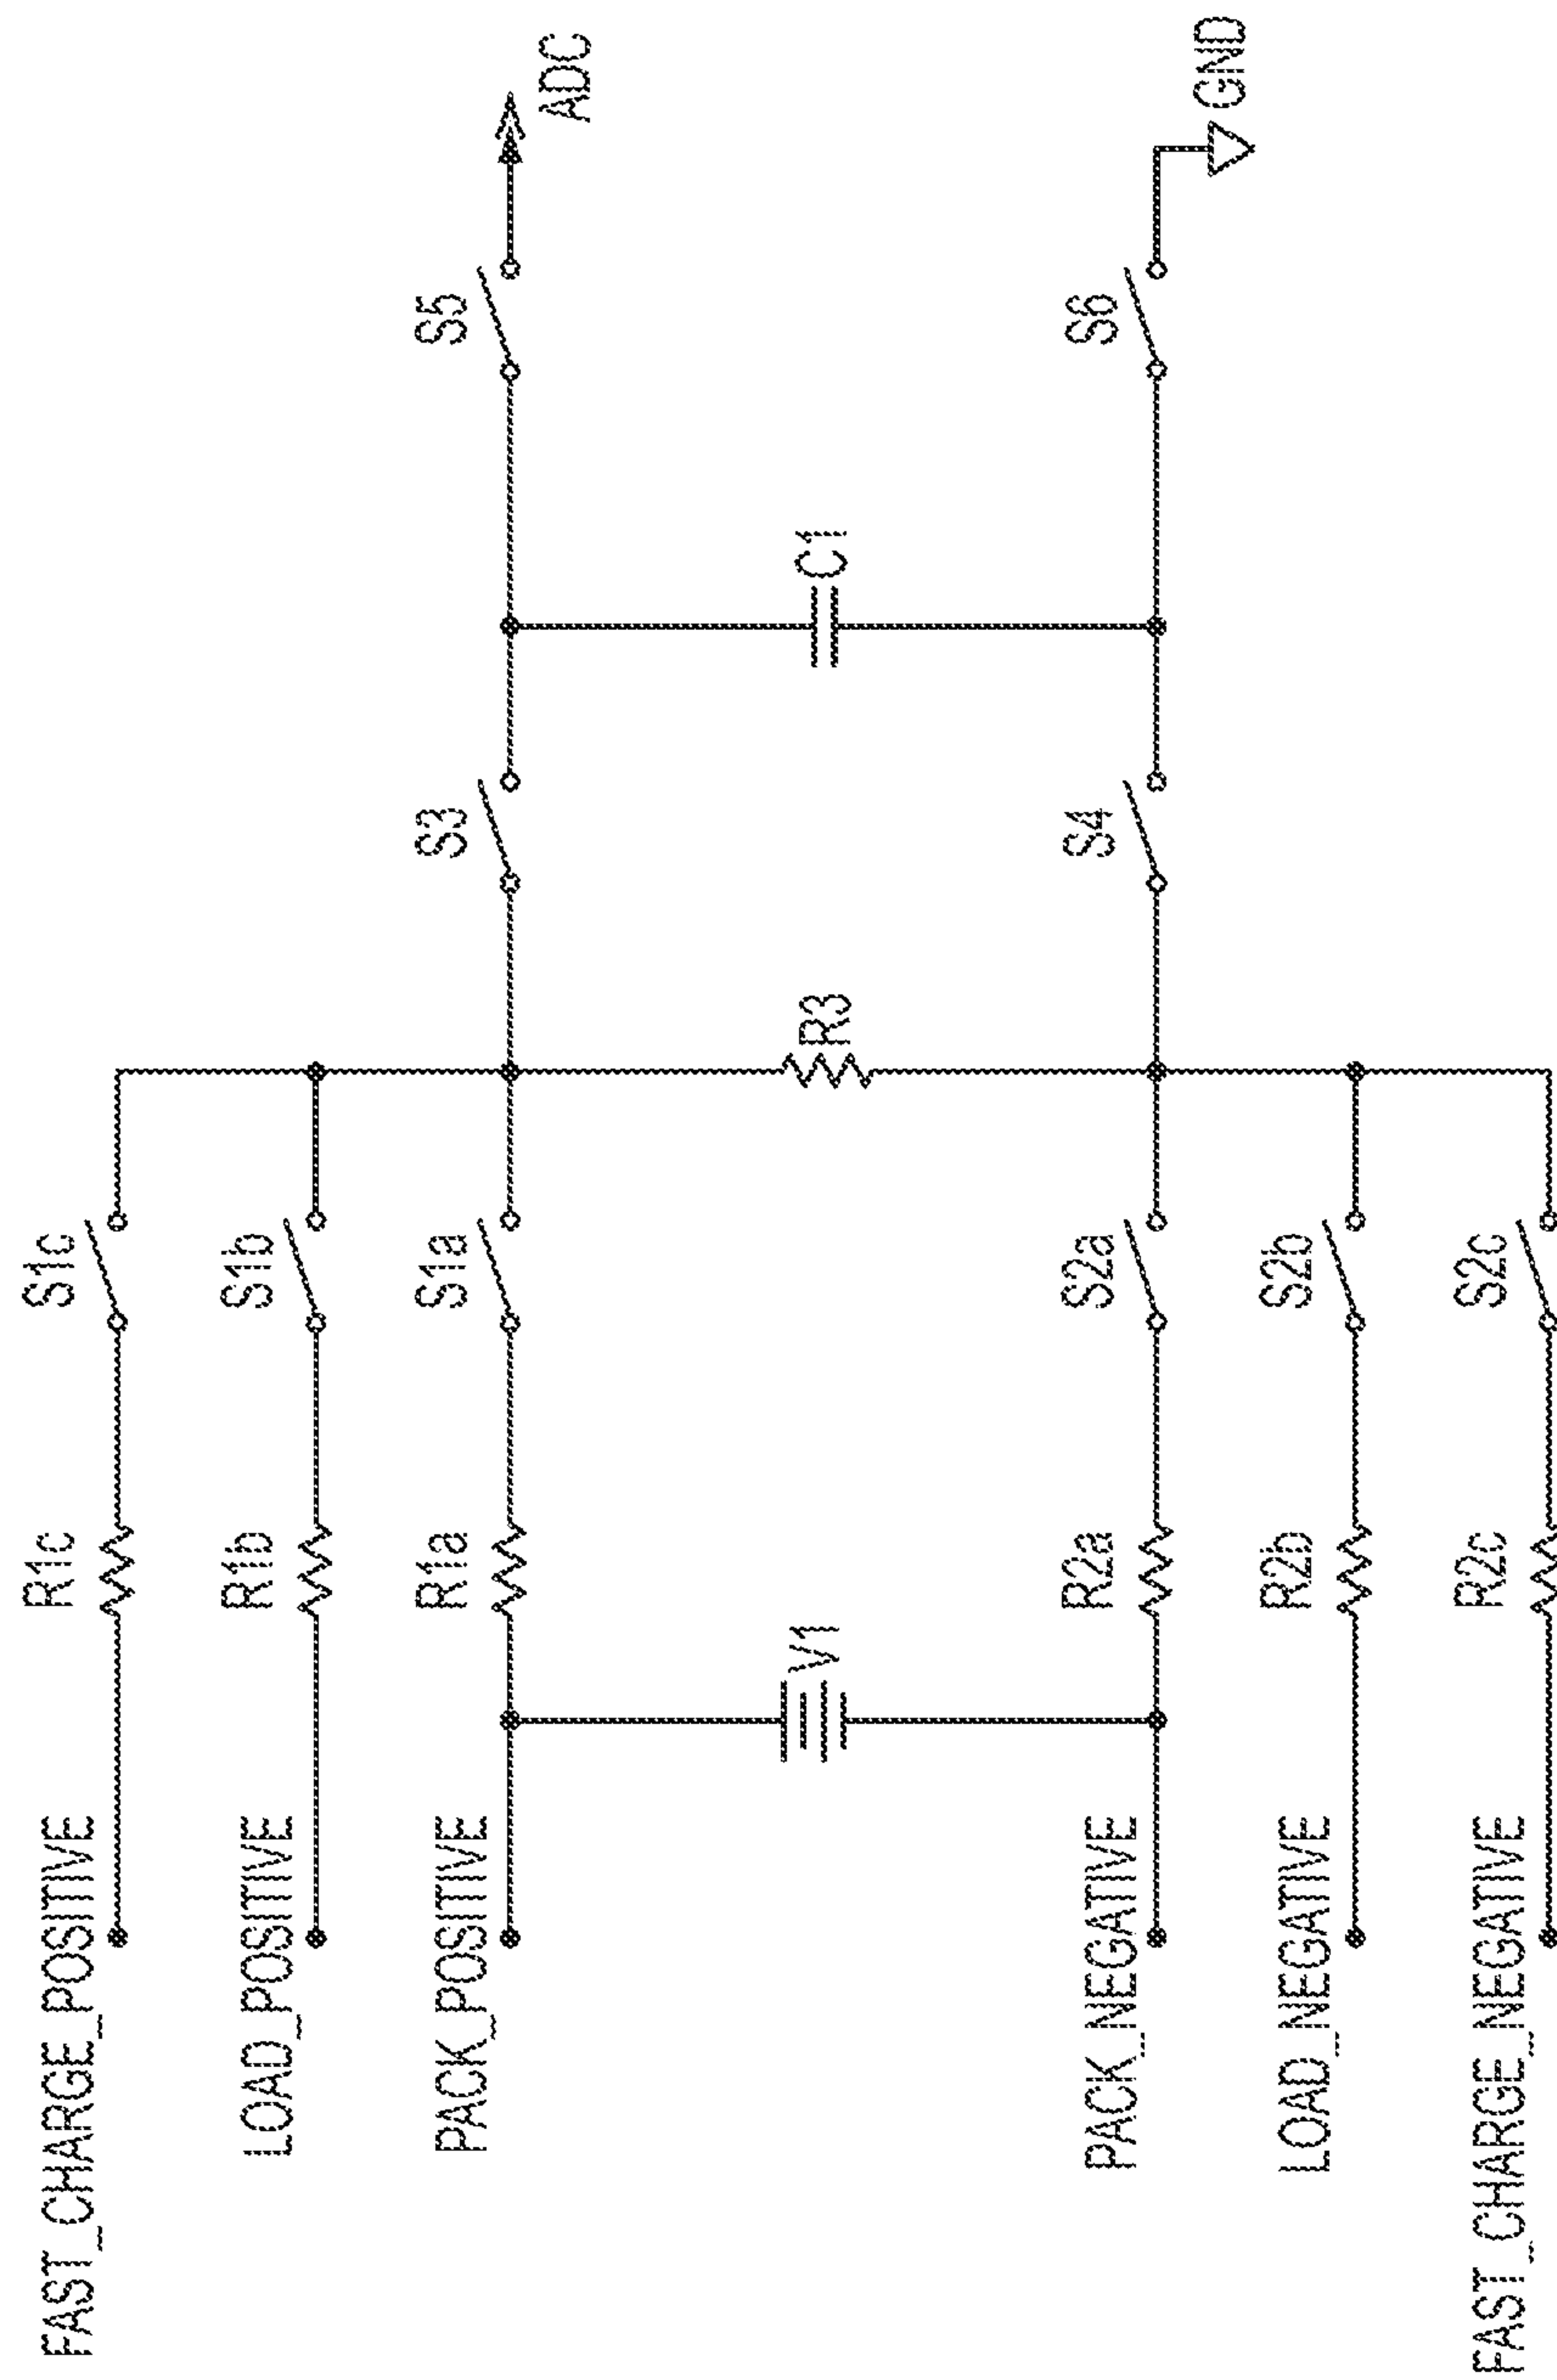 FAST_CHARGE_POSITIVE
R1c
S1c
LOAD_POSITIVE
R1b
S1b
PACK_POSITIVE
R1a
S1a
S3
S5
ADC
V1
R3
C1
PACK_NEGATIVE
R2a
S2a
S4
S6
GND
LOAD_NEGATIVE
R2b
S2b
FAST_CHARGE_NEGATIVE
R2c
S2c